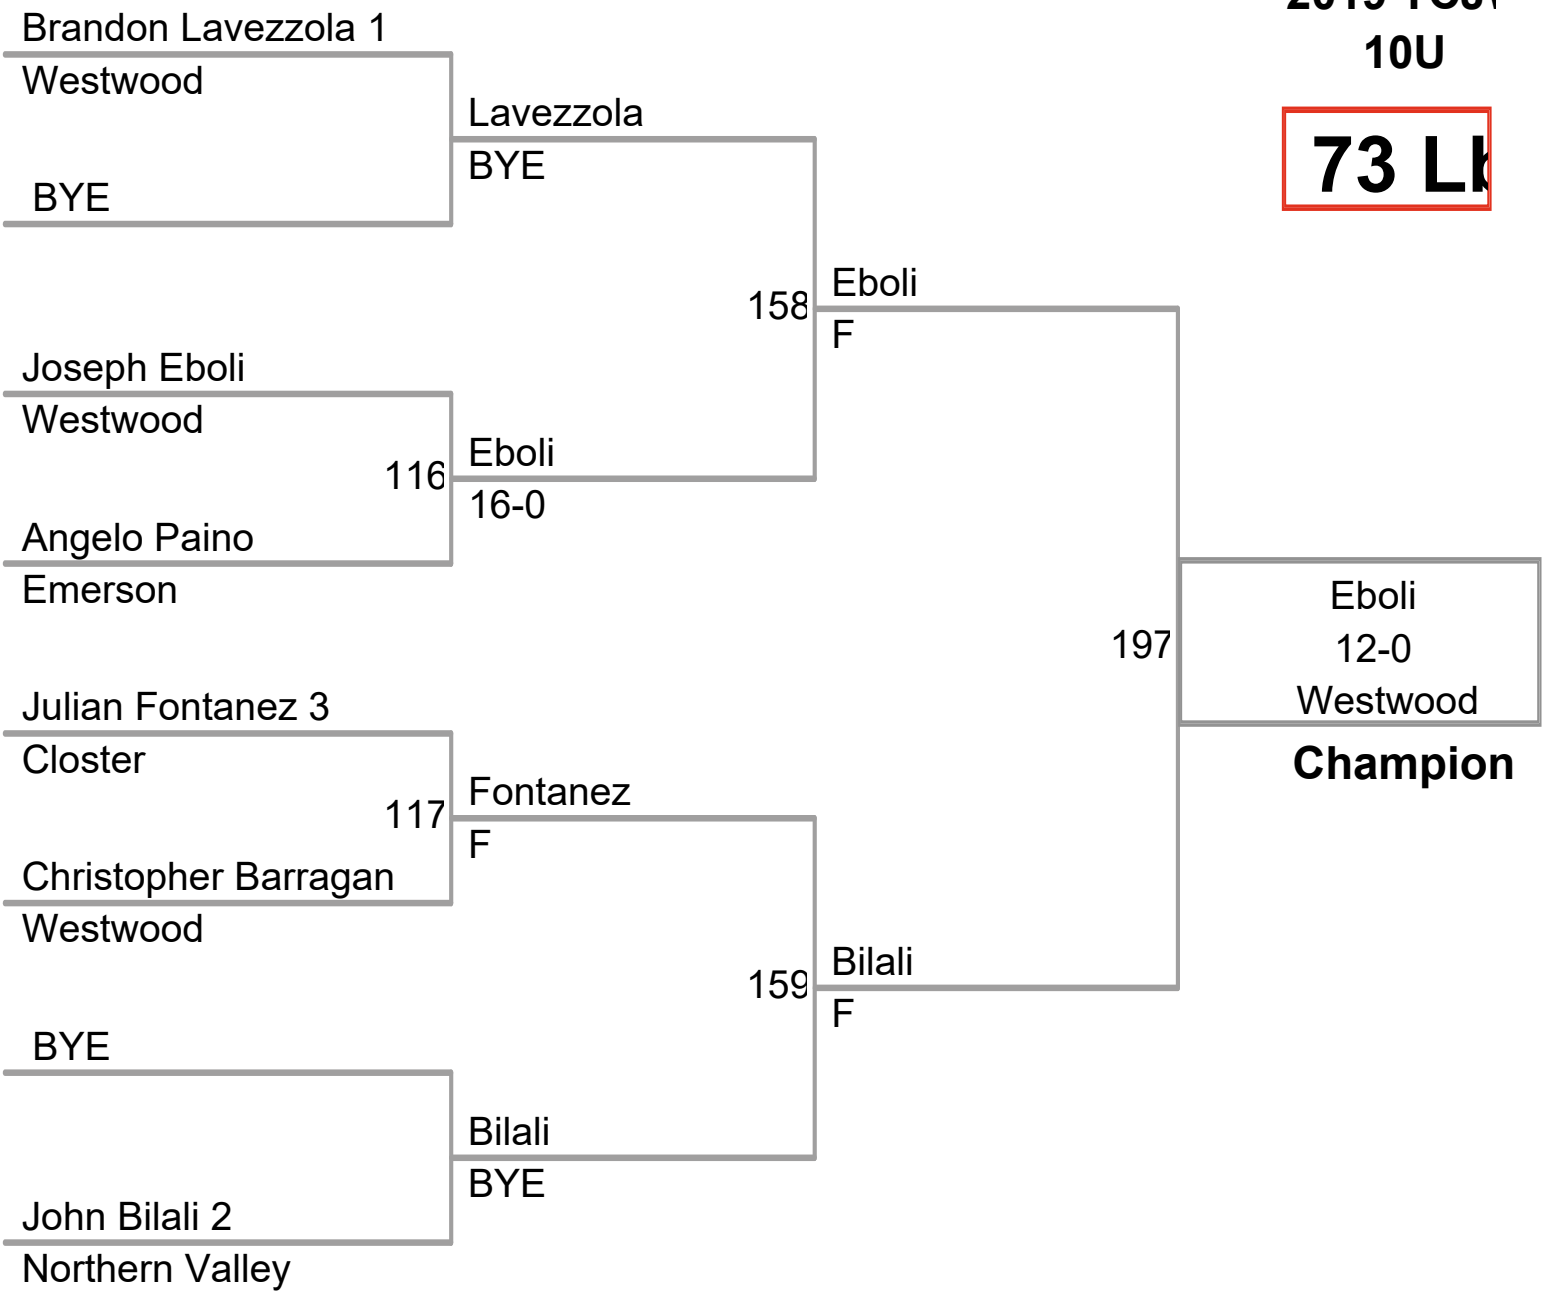 Brandon Lavezzola 1
Westwood
BYE
Joseph Eboli
Westwood
116
Angelo Paino
Emerson
Julian Fontanez 3
Closter
117
Christopher Barragan
Westwood
BYE
John Bilali 2
Northern Valley
Lavezzola
BYE
158
Eboli
16-0
Fontanez
F
159
Bilali
BYE
Eboli
F
197
Bilali
F
10U
73
Eboli
12-0
Westwood
Champion